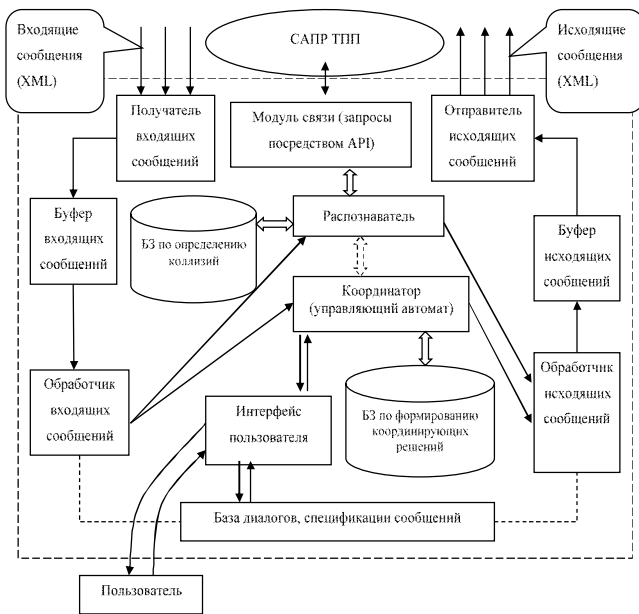 Входящие
сообщения
(XML)
САПР ТПП
Исходящие
сообщения
(XML)
Получатель
входящих
сообщений
Модуль связи (запросы
посредством API)
Отправитель
исходящих
сообщений
Буфер
входящих
сообщений
БЗ по определению
коллизий
Распознаватель
Буфер
исходящих
сообщений
Координатор
(управляющий автомат)
Обработчик
входящих
сообщений
Интерфейс
пользователя
БЗ по формированию
координирующих
решений
Обработчик
исходящих
сообщений
База диалогов, спецификации сообщений
Пользователь